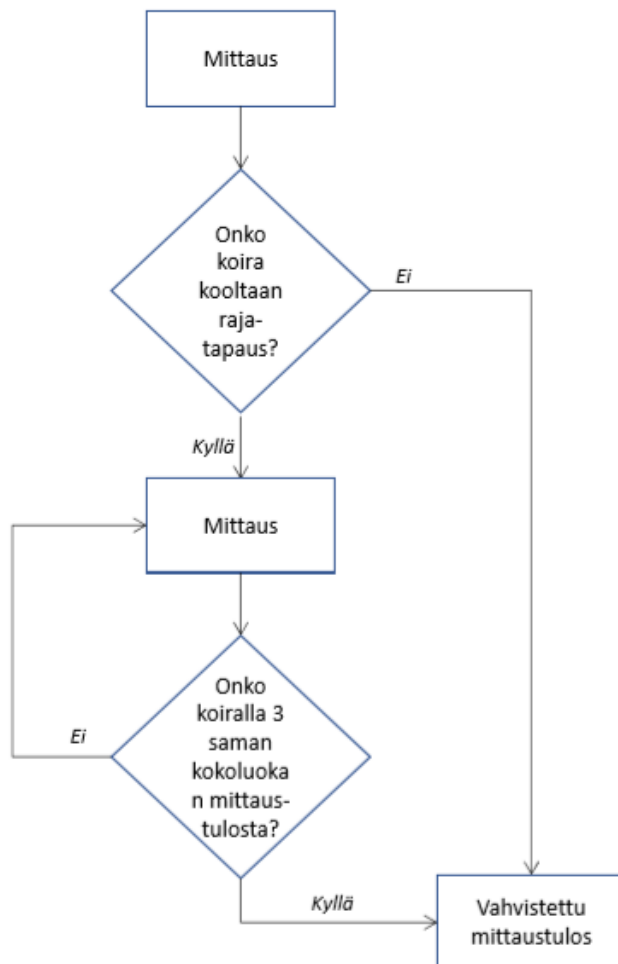 Mittaus
Onko
koira
kooltaan
raja-
tapaus?
Ei
Kyllä
Mittaus
Onko
koiralla 3
saman
kokoluoka
n mittaus-
tulosta?
Ei
Kyllä
Vahvistettu
mittaustulos